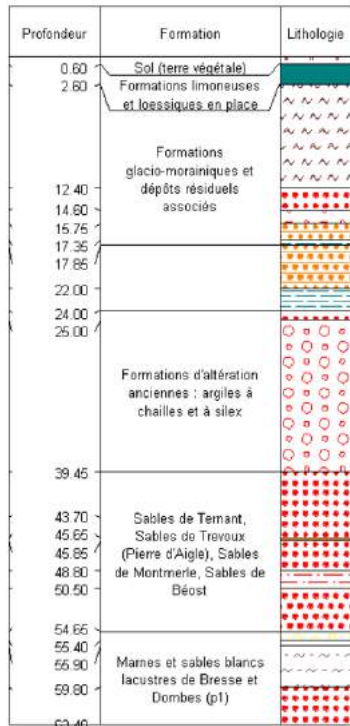 Profondeur Formation Lithologie
0.60 Sol (terre végétale)
2.60 Formations limoneuses
et loessiques en place
Formations
glacio-morainiques et
dépôts résiduels
associés
12.40
14.60
15.75
17.35
17.85
22.00
24.00
25.00
Formations d'altération
anciennes : argiles à
chailles et à silex
39.45
43.70 Sables de Ternant,
45.65 Sables de Trevoux
45.85 (Pierre d'Aigle), Sables
48.80 de Montmerle, Sables de
50.50 Béost
54.65
55.40
55.90 Marnes et sables blancs
lacustres de Bresse et
59.80 Dombes (p1)